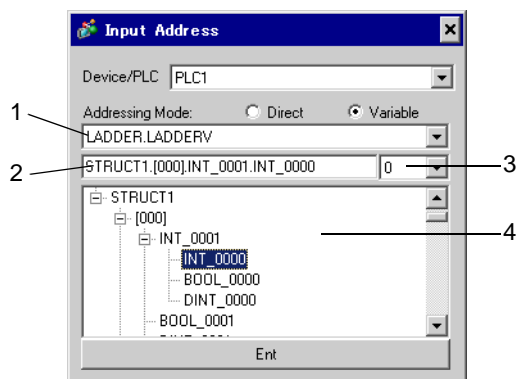 Input Address
Device/PLC PLC1
Addressing Mode: Direct Variable
1
LADDER.LADDERV
2 STRUCT1.[000].INT_0001.INT_0000 0 3
STRUCT1
[000]
INT_0001 4
INT_0000
BOOL_0000
DINT_0000
BOOL_0001
Ent